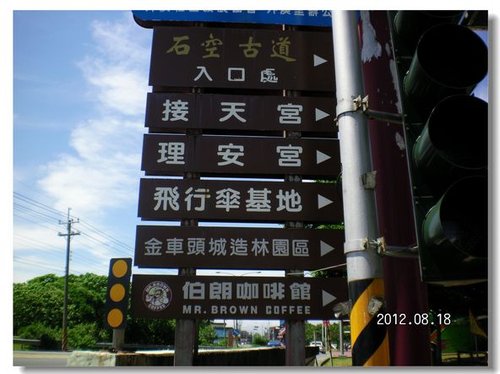 石空古道
入口
接天宮
理安宮
飛行傘基地
金車頭城造林園區
伯朗咖啡館
MR. BROWN COFFEE
2012.08.18